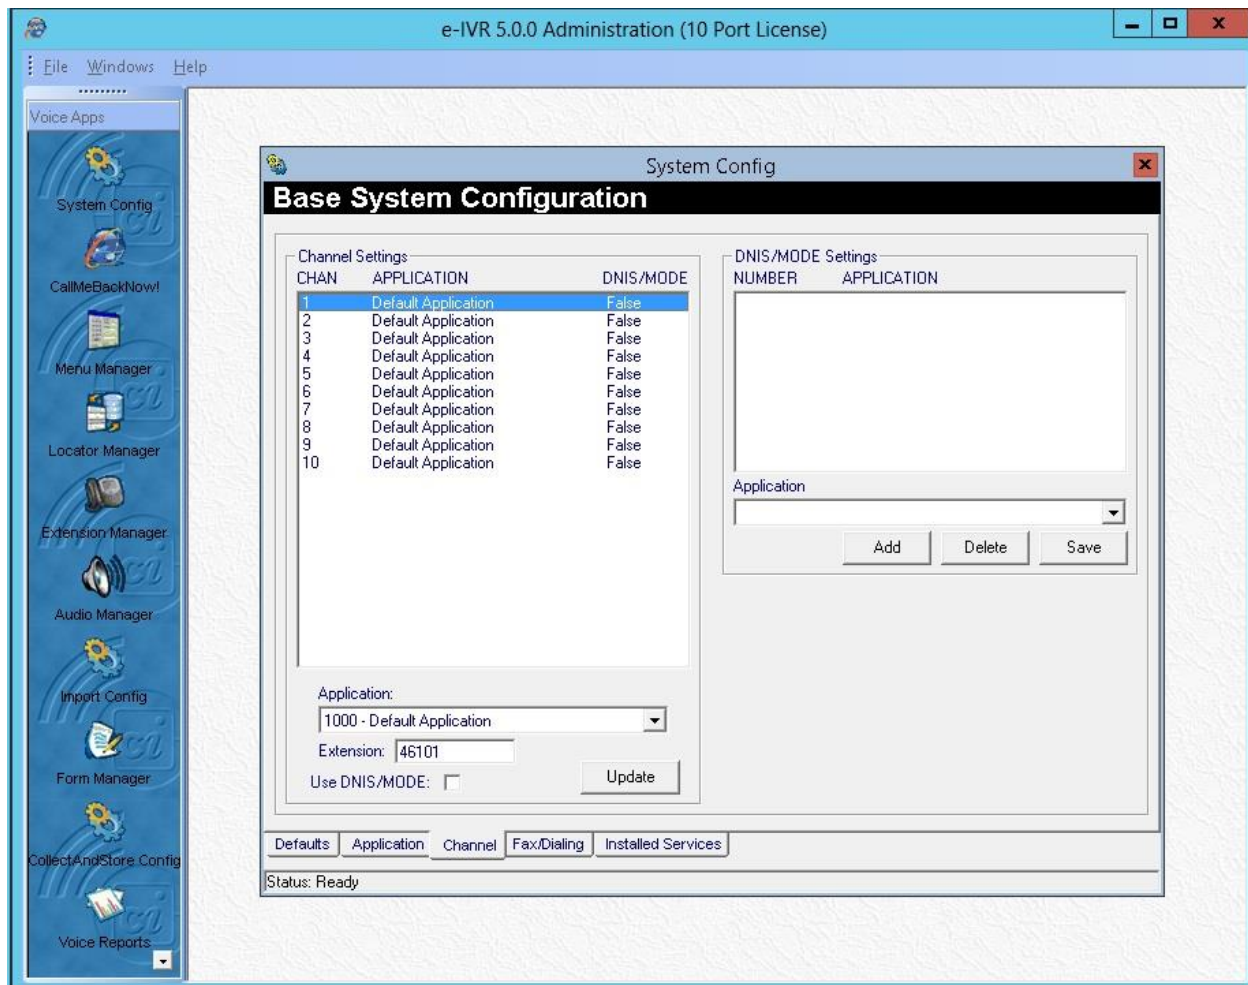 e-IVR 5.0.0 Administration (10 Port License)
File Windows Help
Voice Apps
System Config
CallMeBackNow!
Menu Manager
Locator Manager
Extension Manager
Audio Manager
Import Config
Form Manager
CollectAndStore Config
Voice Reports
System Config
Base System Configuration
Channel Settings
CHAN APPLICATION DNIS/MODE
1 Default Application False
2 Default Application False
3 Default Application False
4 Default Application False
5 Default Application False
6 Default Application False
7 Default Application False
8 Default Application False
9 Default Application False
10 Default Application False
Application:
1000 - Default Application
Extension: 46101
Use DNIS/MODE:
Update
DNIS/MODE Settings
NUMBER APPLICATION
Application
Add Delete Save
Defaults Application Channel Fax/Dialing Installed Services
Status: Ready